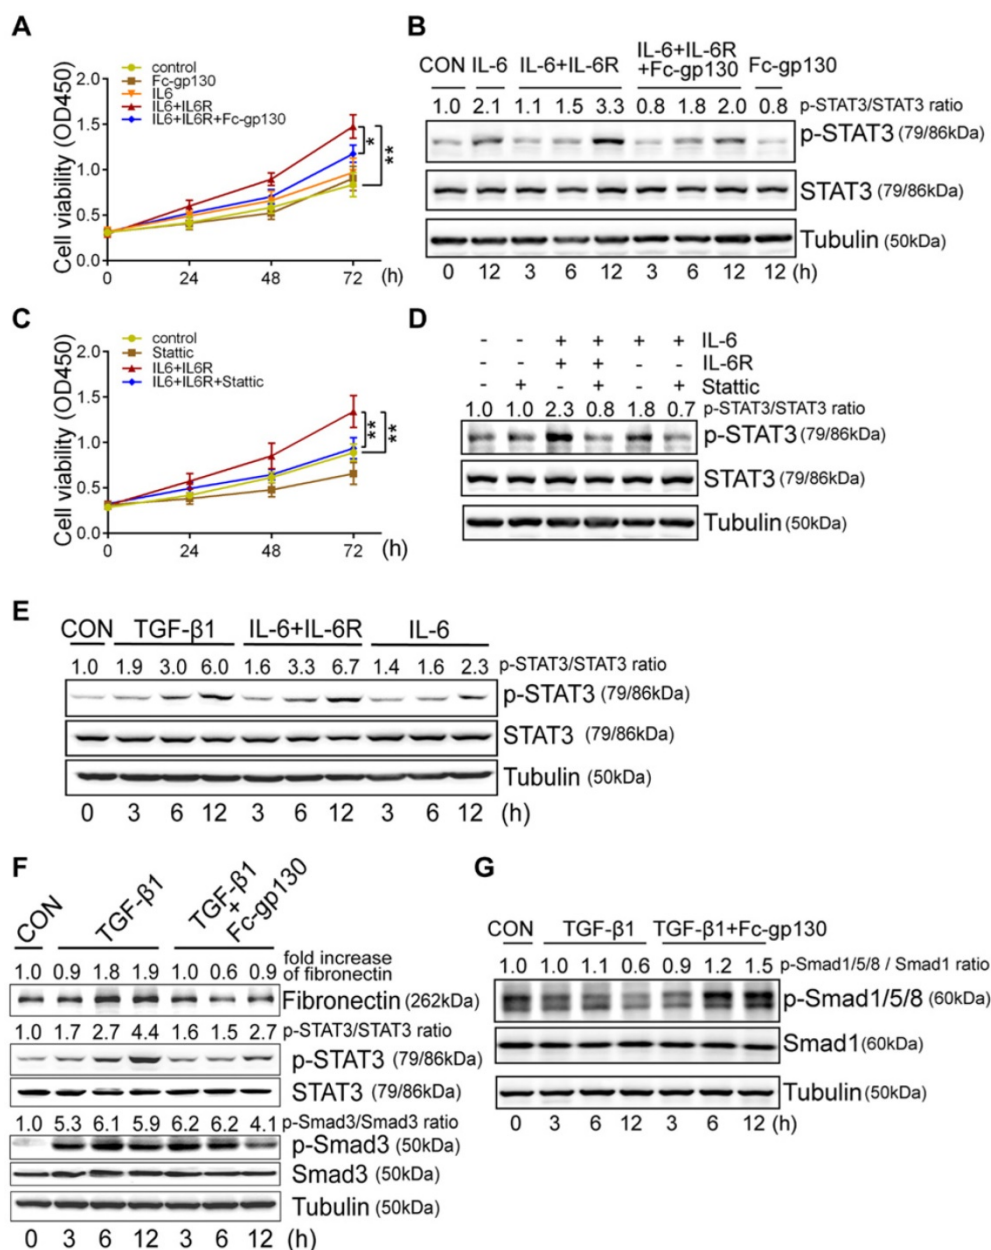 A
control
Fc-gp130
IL6
IL6+IL6R
IL6+IL6R+Fc-gp130
Cell viability (OD450)
2.0
1.5
1.0
0.5
0.0
*
**
0 24 48 72 (h)
B
IL-6+IL-6R
CON IL-6 IL-6+IL-6R +Fc-gp130 Fc-gp130
1.0 2.1 1.1 1.5 3.3 0.8 1.8 2.0 0.8 p-STAT3/STAT3 ratio
p-STAT3 (79/86kDa)
STAT3 (79/86kDa)
Tubulin (50kDa)
0 12 3 6 12 3 6 12 12 (h)
C
control
Stattic
IL6+IL6R
IL6+IL6R+Stattic
Cell viability (OD450)
2.0
1.5
1.0
0.5
0.0
**
**
0 24 48 72 (h)
D
- - + + + + IL-6
- - + + - - IL-6R
- + - + - + Stattic
1.0 1.0 2.3 0.8 1.8 0.7 p-STAT3/STAT3 ratio
p-STAT3 (79/86kDa)
STAT3 (79/86kDa)
Tubulin (50kDa)
E
CON TGF-β1 IL-6+IL-6R IL-6
1.0 1.9 3.0 6.0 1.6 3.3 6.7 1.4 1.6 2.3 p-STAT3/STAT3 ratio
p-STAT3 (79/86kDa)
STAT3 (79/86kDa)
Tubulin (50kDa)
0 3 6 12 3 6 12 3 6 12 (h)
F
CON TGF-β1 TGF-β1 + Fc-gp130
fold increase
1.0 0.9 1.8 1.9 1.0 0.6 0.9 of fibronectin
Fibronectin (262kDa)
1.0 1.7 2.7 4.4 1.6 1.5 2.7 p-STAT3/STAT3 ratio
p-STAT3 (79/86kDa)
STAT3 (79/86kDa)
1.0 5.3 6.1 5.9 6.2 6.2 4.1 p-Smad3/Smad3 ratio
p-Smad3 (50kDa)
Smad3 (50kDa)
Tubulin (50kDa)
0 3 6 12 3 6 12 (h)
G
CON TGF-β1 TGF-β1+Fc-gp130
1.0 1.0 1.1 0.6 0.9 1.2 1.5 p-Smad1/5/8 / Smad1 ratio
p-Smad1/5/8 (60kDa)
Smad1 (60kDa)
Tubulin (50kDa)
0 3 6 12 3 6 12 (h)